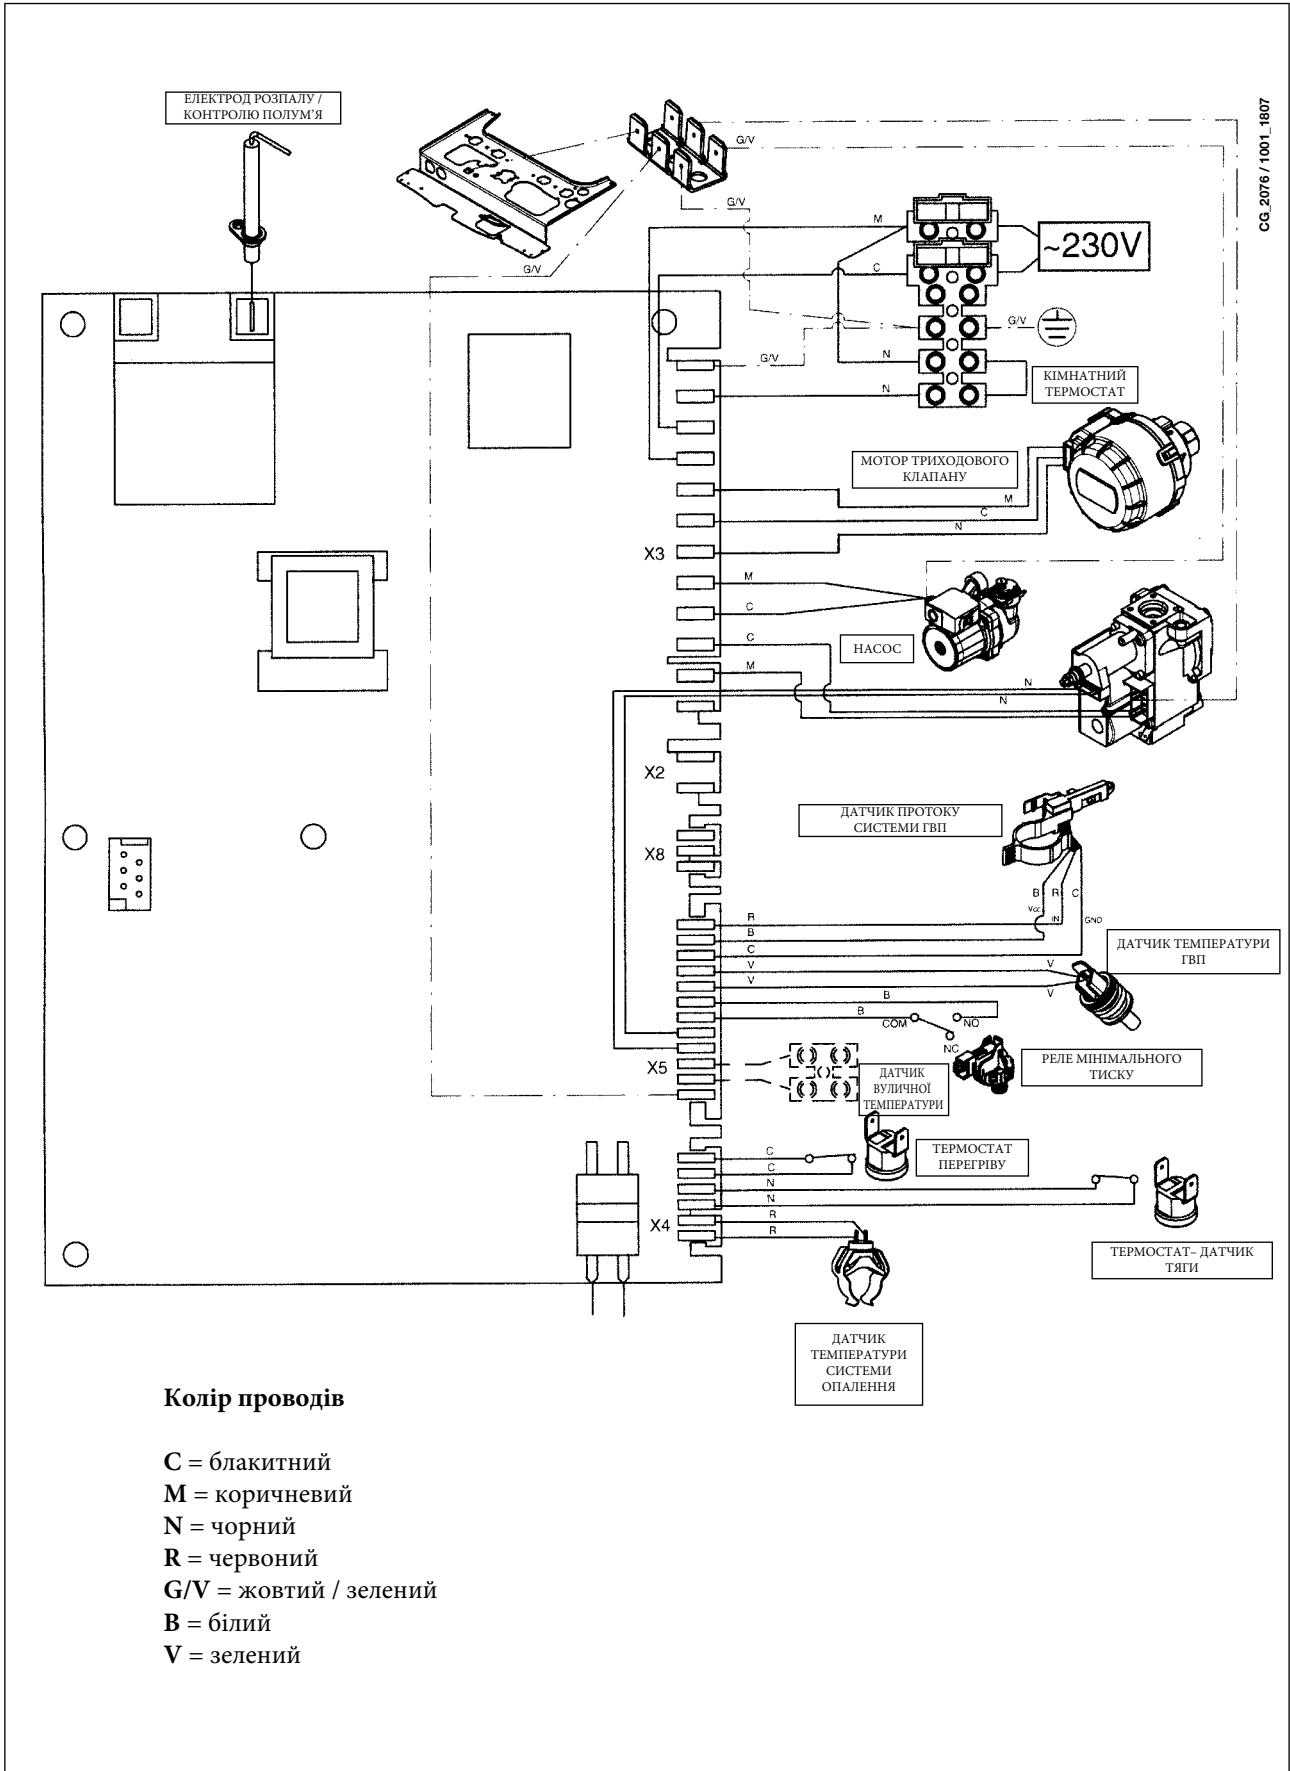 ЕЛЕКТРОД РОЗПАЛУ /
КОНТРОЛЮ ПОЛУМ'Я
CG_2076 / 1001_1807
G/V
G/V
G/V
M
C
~230V
G/V
G/V
N
N
КІМНАТНИЙ
ТЕРМОСТАТ
МОТОР ТРИХОДОВОГО
КЛАПАНУ
M
C
N
X3
M
C
НАСОС
C
M
N
N
X2
ДАТЧИК ПРОТОКУ
СИСТЕМИ ГВП
X8
B R C
Vcc IN GND
R
B
C
V
V
V
V
ДАТЧИК ТЕМПЕРАТУРИ
ГВП
B
B
COM NO
NC
РЕЛЕ МІНІМАЛЬНОГО
ТИСКУ
X5
ДАТЧИК
ВУЛИЧНОЇ
ТЕМПЕРАТУРИ
C
C
ТЕРМОСТАТ
ПЕРЕГРІВУ
N
N
R
R
X4
ТЕРМОСТАТ– ДАТЧИК
ТЯГИ
ДАТЧИК
ТЕМПЕРАТУРИ
СИСТЕМИ
ОПАЛЕННЯ
Колір проводів
C = блакитний
M = коричневий
N = чорний
R = червоний
G/V = жовтий / зелений
B = білий
V = зелений